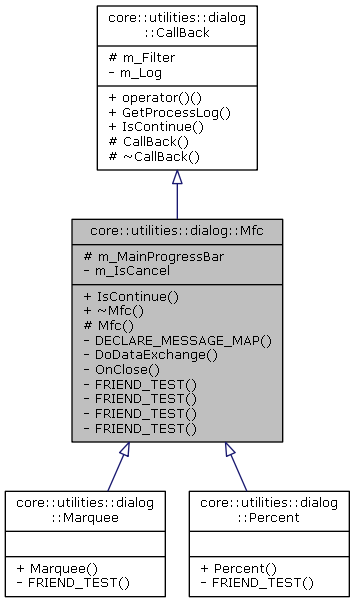 core::utilities::dialog
::CallBack
# m_Filter
- m_Log
+ operator()()
+ GetProcessLog()
+ IsContinue()
# CallBack()
# ~CallBack()
core::utilities::dialog::Mfc
# m_MainProgressBar
- m_IsCancel
+ IsContinue()
+ ~Mfc()
# Mfc()
- DECLARE_MESSAGE_MAP()
- DoDataExchange()
- OnClose()
- FRIEND_TEST()
- FRIEND_TEST()
- FRIEND_TEST()
- FRIEND_TEST()
core::utilities::dialog
::Marquee
+ Marquee()
- FRIEND_TEST()
core::utilities::dialog
::Percent
+ Percent()
- FRIEND_TEST()